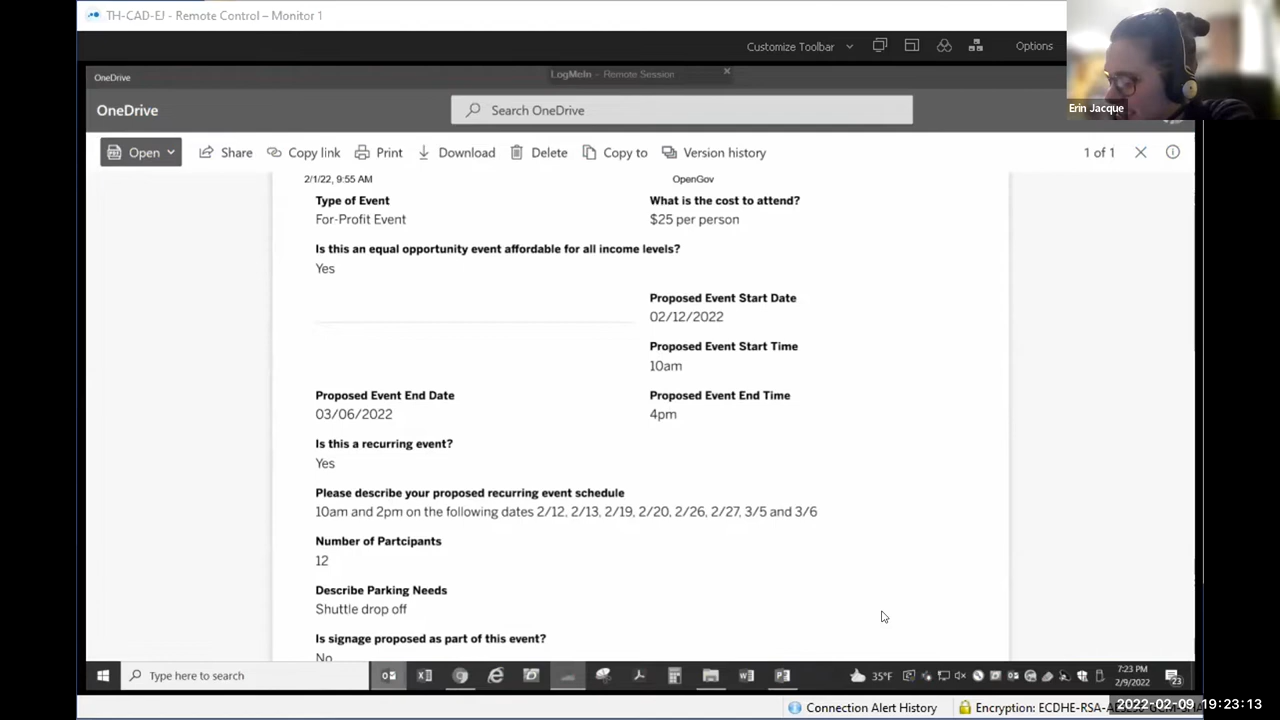 TH-CAD-EJ - Remote Control – Monitor 1
Customize Toolbar
Options
Erin Jacque
OneDrive
LogMeIn - Remote Session
OneDrive
Search OneDrive
Open
Share
Copy link
Print
Download
Delete
Copy to
Version history
1 of 1
2/1/22, 9:55 AM
OpenGov
Type of Event
For-Profit Event
What is the cost to attend?
$25 per person
Is this an equal opportunity event affordable for all income levels?
Yes
Proposed Event Start Date
02/12/2022
Proposed Event Start Time
10am
Proposed Event End Date
03/06/2022
Proposed Event End Time
4pm
Is this a recurring event?
Yes
Please describe your proposed recurring event schedule
10am and 2pm on the following dates 2/12, 2/13, 2/19, 2/20, 2/26, 2/27, 3/5 and 3/6
Number of Partcipants
12
Describe Parking Needs
Shuttle drop off
Is signage proposed as part of this event?
No
Type here to search
35°F
7:23 PM
2/9/2022
23
Connection Alert History
Encryption: ECDHE-RSA-
2022-02-09 19:23:13